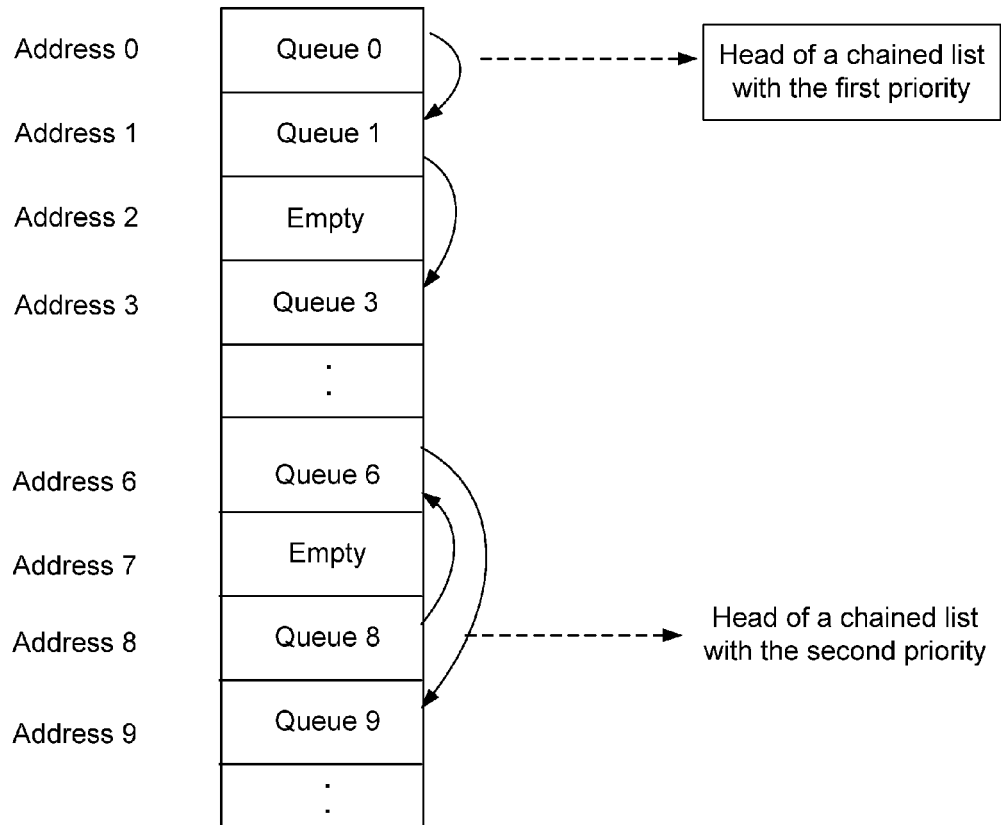 Address 0
Queue 0
Head of a chained list
with the first priority
Address 1
Queue 1
Address 2
Empty
Address 3
Queue 3
:
Address 6
Queue 6
Address 7
Empty
Address 8
Queue 8
Head of a chained list
with the second priority
Address 9
Queue 9
: